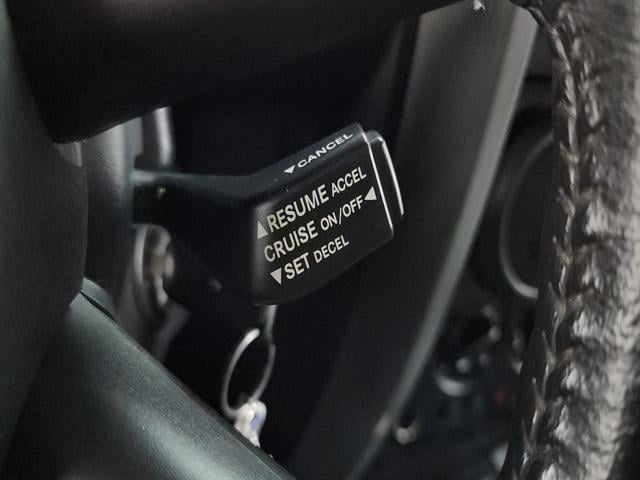 ▼CANCEL
▲RESUME ACCEL
CRUISE ON/OFF◀
▼SET DECEL